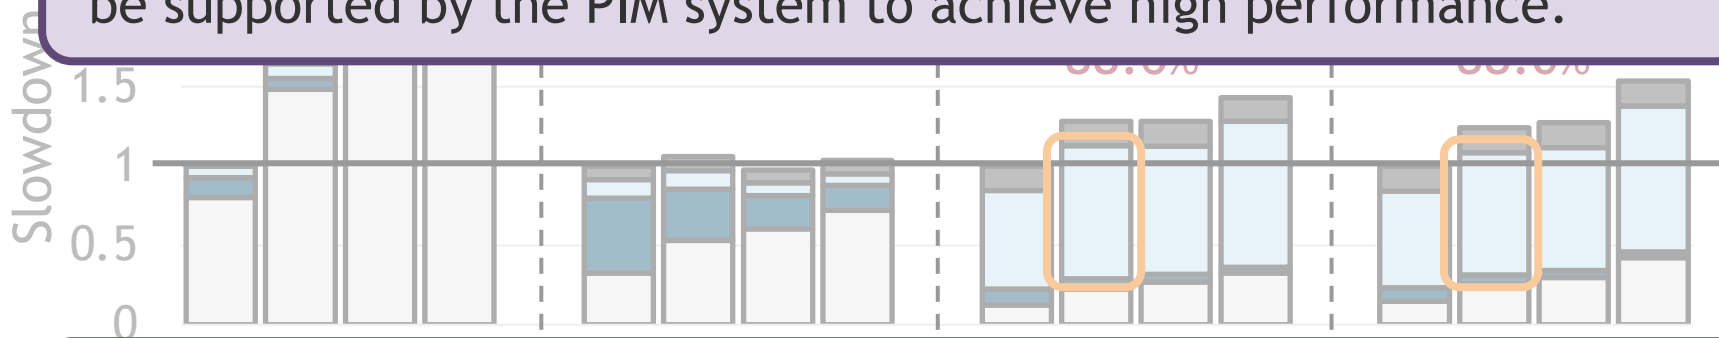 be supported by the PIM system to achieve high performance.
Slowdown
1.5
1
0.5
0